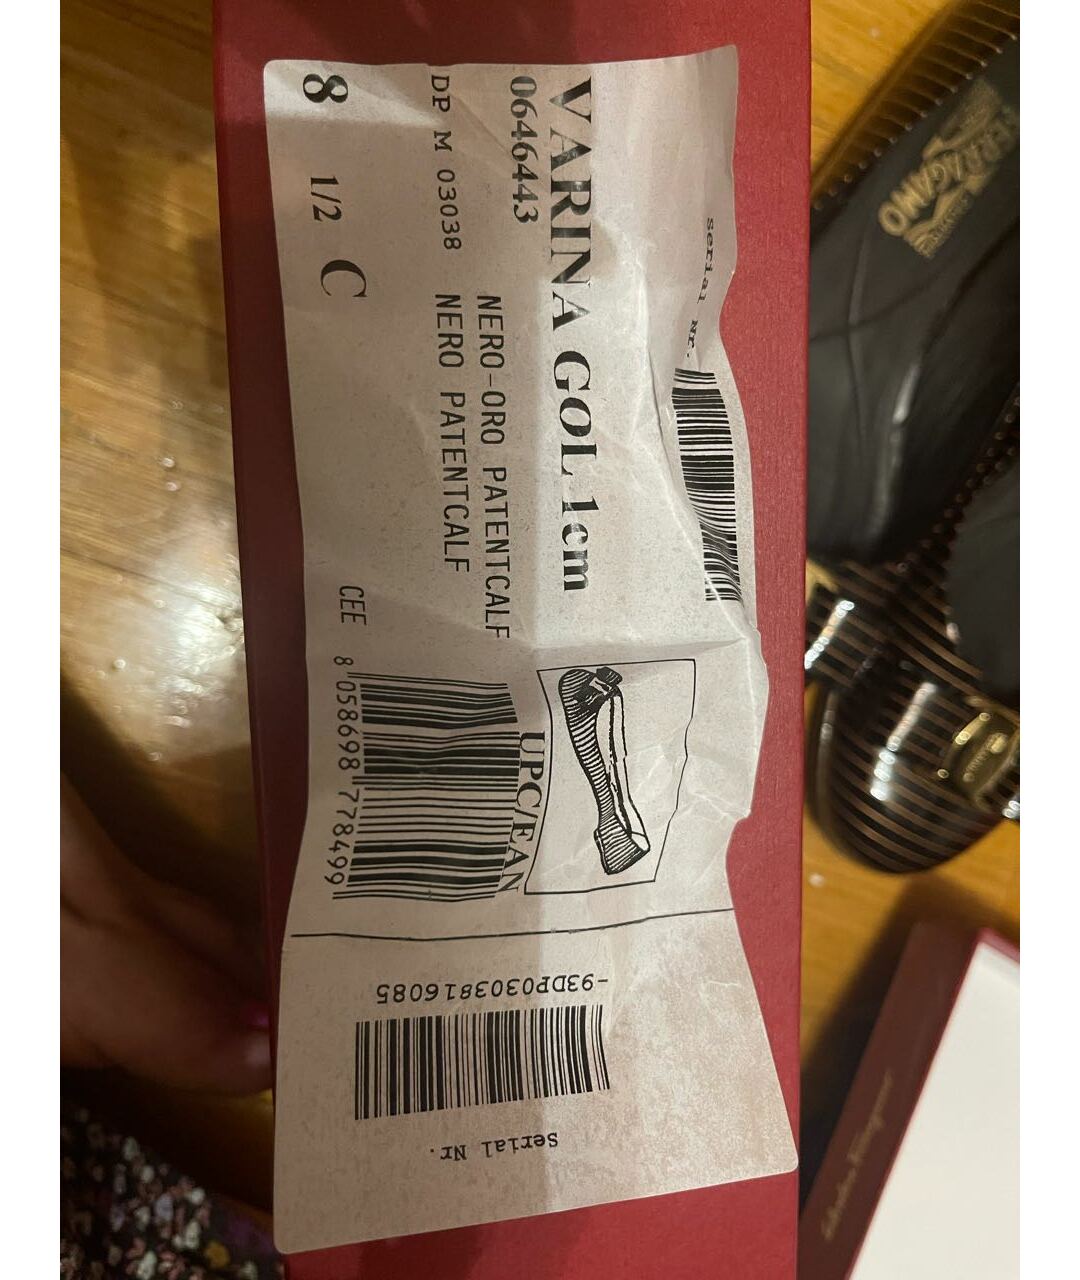 Serial Nr.
VARINA GOL 1cm
0646443
NERO-ORO PATENTCALF
DP M 03038 NERO PATENTCALF
8 1/2 C
CEE
UPC/EAN
8 058698 778499
-93DP0303816085
Serial Nr.
FERRAGAMO